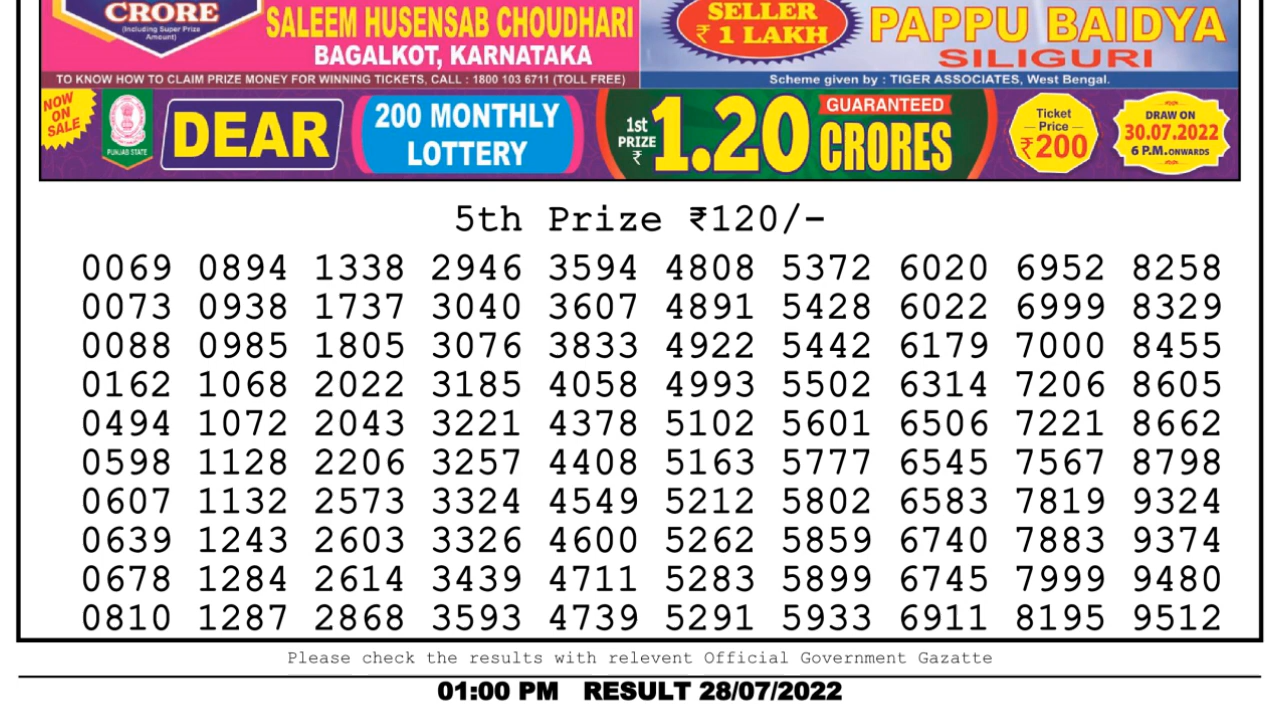 CRORE
(Including Super Prize
Amount)
SALEEM HUSENSAB CHOUDHARI
BAGALKOT, KARNATAKA
SELLER
₹ 1 LAKH
PAPPU BAIDYA
SILIGURI
TO KNOW HOW TO CLAIM PRIZE MONEY FOR WINNING TICKETS, CALL : 1800 103 6711 (TOLL FREE)
Scheme given by : TIGER ASSOCIATES, West Bengal.
NOW
ON
SALE
PUNJAB STATE
DEAR
200 MONTHLY
LOTTERY
1st
PRIZE
₹
1.20
GUARANTEED
CRORES
Ticket
Price
₹200
DRAW ON
30.07.2022
6 P.M. ONWARDS
5th Prize ₹120/-
0069 0894 1338 2946 3594 4808 5372 6020 6952 8258
0073 0938 1737 3040 3607 4891 5428 6022 6999 8329
0088 0985 1805 3076 3833 4922 5442 6179 7000 8455
0162 1068 2022 3185 4058 4993 5502 6314 7206 8605
0494 1072 2043 3221 4378 5102 5601 6506 7221 8662
0598 1128 2206 3257 4408 5163 5777 6545 7567 8798
0607 1132 2573 3324 4549 5212 5802 6583 7819 9324
0639 1243 2603 3326 4600 5262 5859 6740 7883 9374
0678 1284 2614 3439 4711 5283 5899 6745 7999 9480
0810 1287 2868 3593 4739 5291 5933 6911 8195 9512
Please check the results with relevent Official Government Gazatte
01:00 PM RESULT 28/07/2022